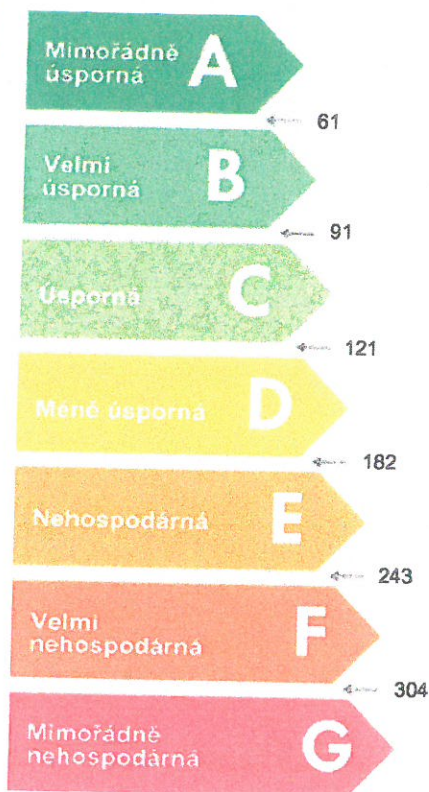 Mimořádně
úsporná
A
61
Velmi
úsporná
B
91
Úsporná
C
121
Méně úsporná
D
182
Nehospodárná
E
243
Velmi
nehospodárná
F
304
Mimořádně
nehospodárná
G